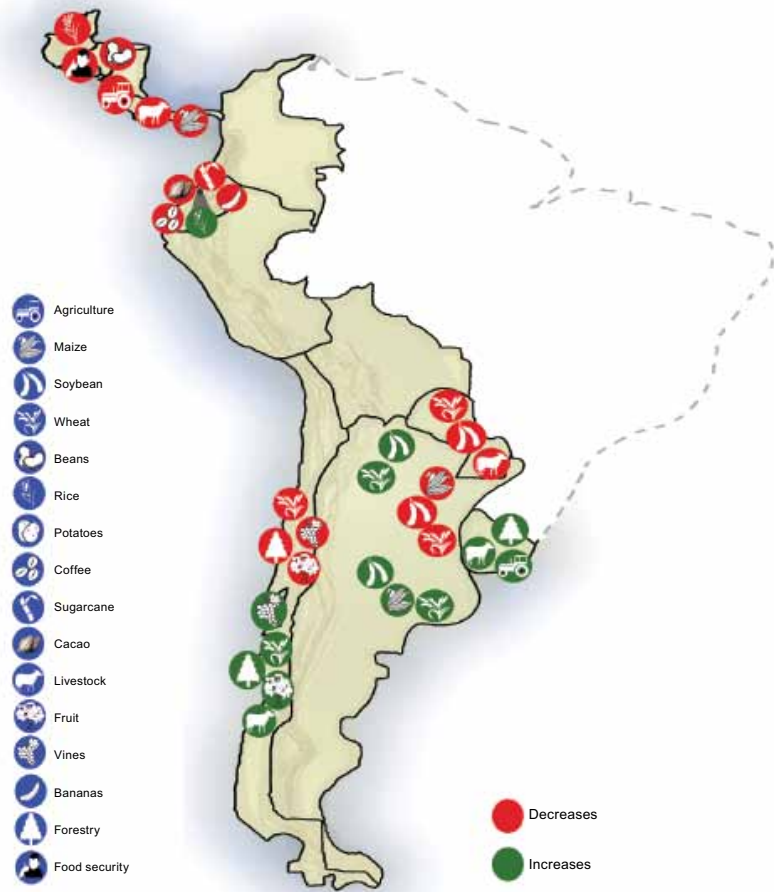 Agriculture
Maize
Soybean
Wheat
Beans
Rice
Potatoes
Coffee
Sugarcane
Cacao
Livestock
Fruit
Vines
Bananas
Forestry
Food security
Decreases
Increases